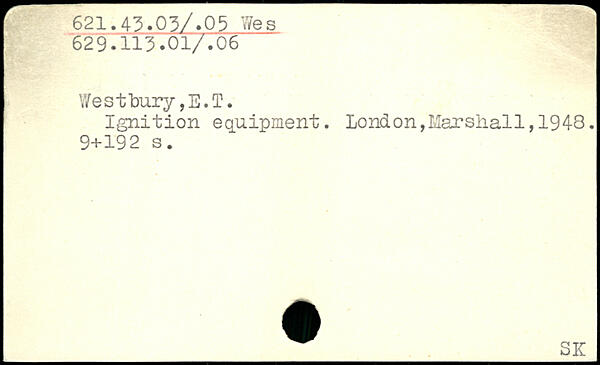 621.43.03/.05 Wes
629.113.01/.06
Westbury,E.T.
Ignition equipment. London,Marshall,1948.
9+192 s.
SK